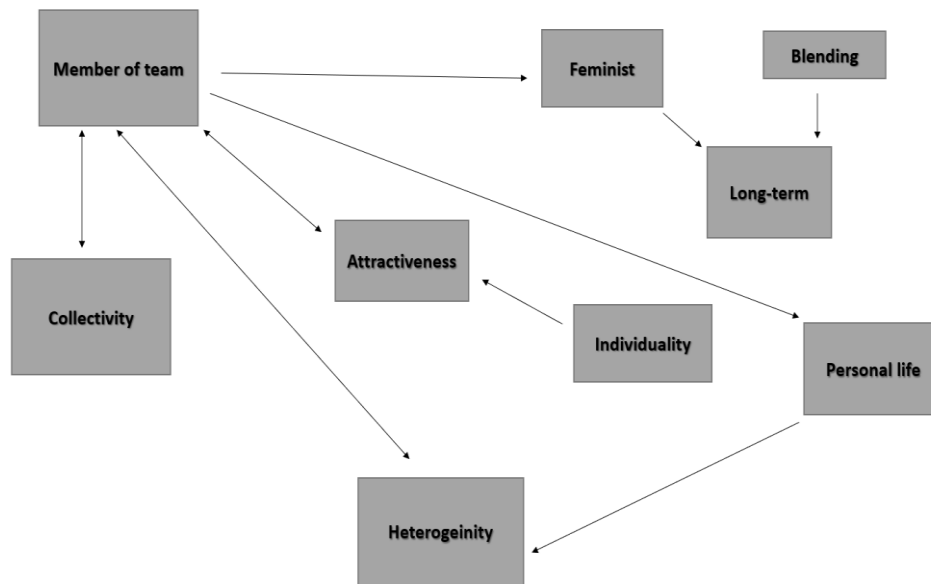 Member of team
Feminist
Blending
Long-term
Attractiveness
Collectivity
Individuality
Personal life
Heterogeinity